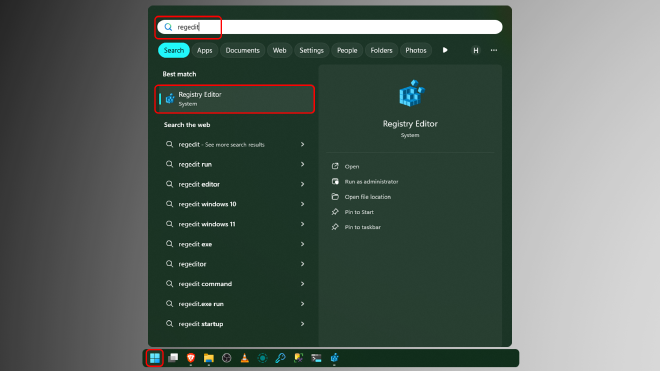 regedit
Search Apps Documents Web Settings People Folders Photos H
Best match
Registry Editor
System
Search the web
regedit - See more search results
regedit run
regedit editor
regedit windows 10
regedit windows 11
regedit exe
regeditor
regedit command
regedit.exe run
regedit startup
Registry Editor
System
Open
Run as administrator
Open file location
Pin to Start
Pin to taskbar